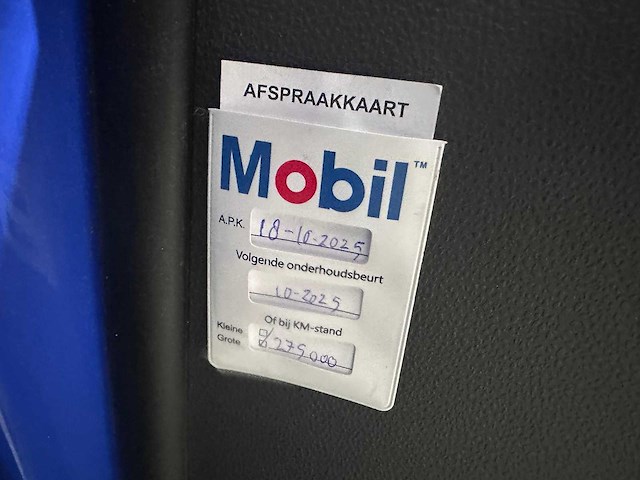 AFSPRAAKKAART
Mobil™
A.P.K. 18-10-2025
Volgende onderhoudsbeurt
10-2025
Of bij KM-stand
Kleine
Grote 275000